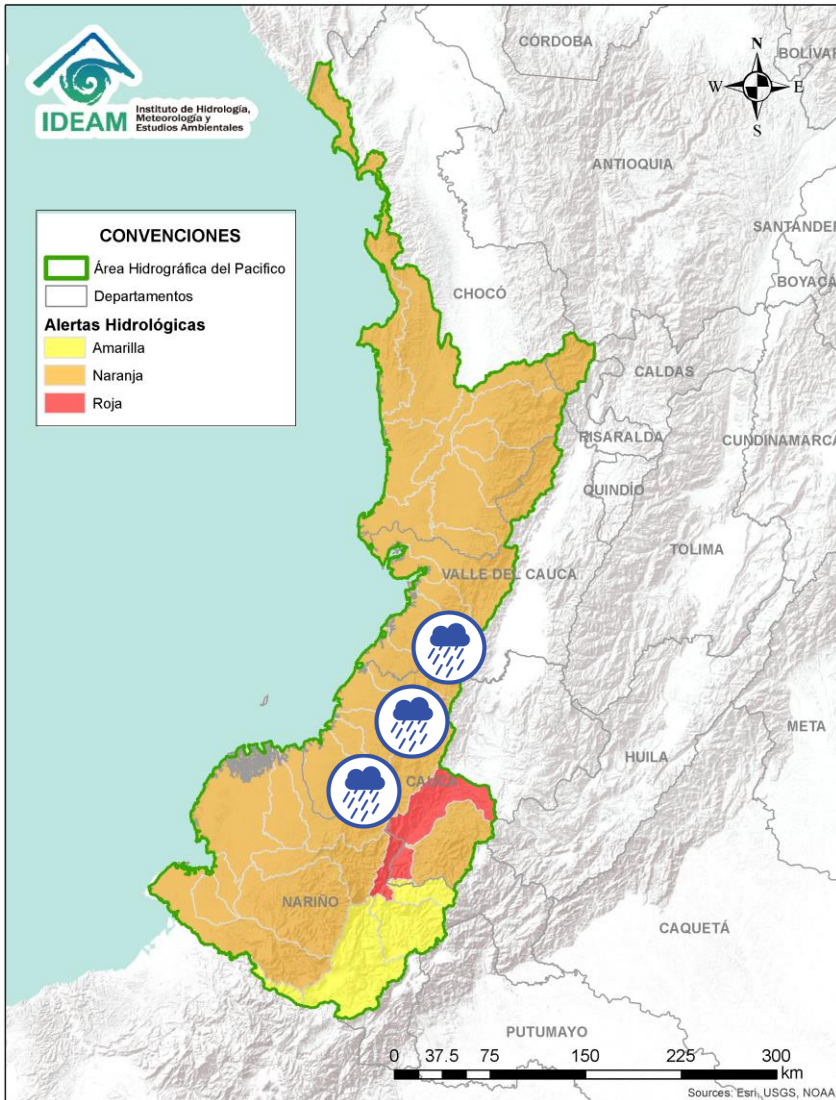 IDEAM
Instituto de Hidrología,
Meteorología y
Estudios Ambientales
CÓRDOBA
BOLÍVAR
N
W
E
S
ANTIOQUIA
SANTANDER
BOYACÁ
CONVENCIONES
Área Hidrográfica del Pacifico
Departamentos
Alertas Hidrológicas
Amarilla
Naranja
Roja
CHOCÓ
CALDAS
RISARALDA
CUNDINAMARCA
QUINDÍO
TOLIMA
VALLE DEL CAUCA
META
HUILA
CAUCA
NARIÑO
CAQUETÁ
PUTUMAYO
0 37.5 75 150 225 300
km
Sources: Esri, USGS, NOAA